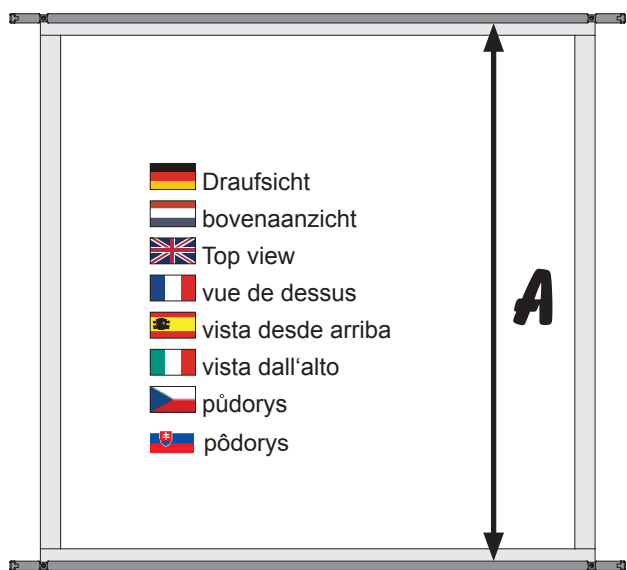 Draufsicht
bovenaanzicht
Top view
vue de dessus
vista desde arriba
vista dall‘alto
půdorys
pôdorys
A